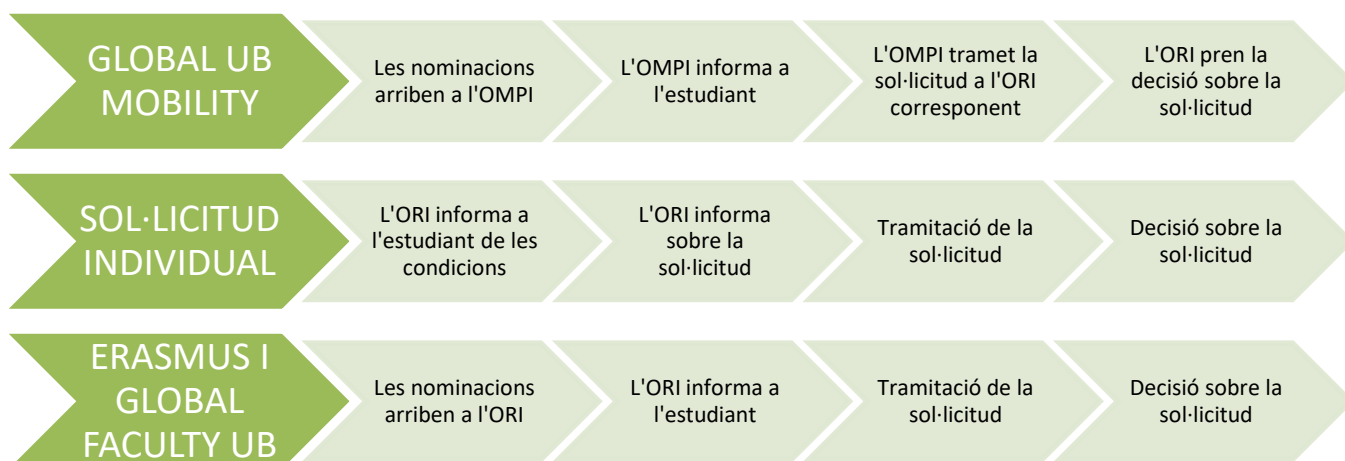 GLOBAL UB
MOBILITY
Les nominacions
arriben a l'OMPI
L'OMPI informa a
l'estudiant
L'OMPI tramet la
sol·licitud a l'ORI
corresponent
L'ORI pren la
decisió sobre la
sol·licitud
SOL·LICITUD
INDIVIDUAL
L'ORI informa a
l'estudiant de les
condicions
L'ORI informa
sobre la
sol·licitud
Tramitació de la
sol·licitud
Decisió sobre la
sol·licitud
ERASMUS I
GLOBAL
FACULTY UB
Les nominacions
arriben a l'ORI
L'ORI informa a
l'estudiant
Tramitació de la
sol·licitud
Decisió sobre la
sol·licitud